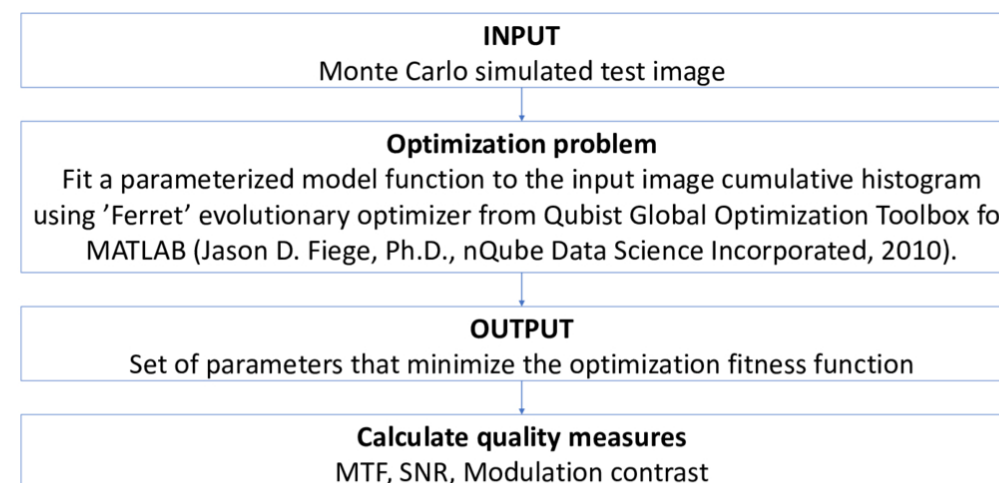 INPUT
Monte Carlo simulated test image
Optimization problem
Fit a parameterized model function to the input image cumulative histogram
using ’Ferret’ evolutionary optimizer from Qubist Global Optimization Toolbox fo
MATLAB (Jason D. Fiege, Ph.D., nQube Data Science Incorporated, 2010).
OUTPUT
Set of parameters that minimize the optimization fitness function
Calculate quality measures
MTF, SNR, Modulation contrast